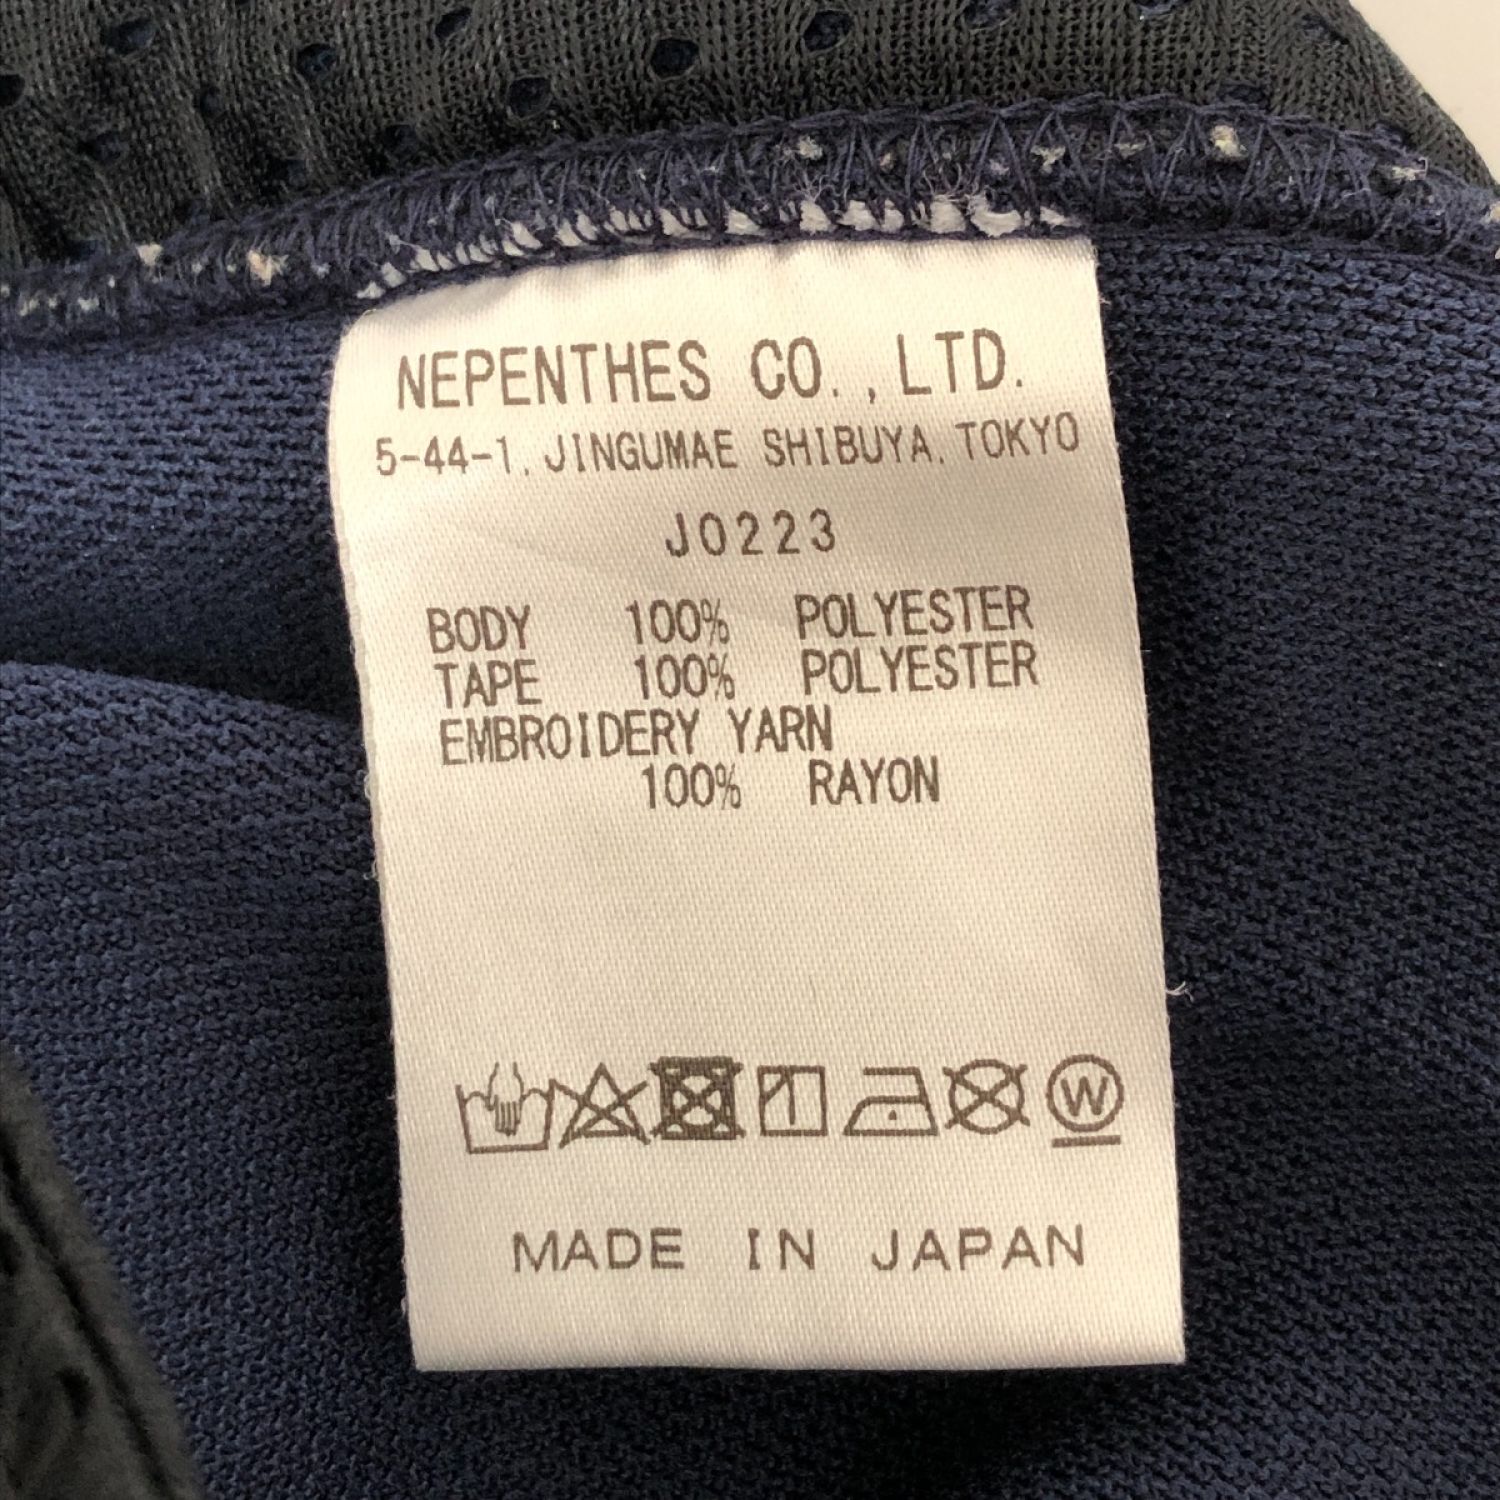 NEPENTHES CO., LTD.
5-44-1, JINGUMAE SHIBUYA, TOKYO
J0223
BODY 100% POLYESTER
TAPE 100% POLYESTER
EMBROIDERY YARN
100% RAYON
W
MADE IN JAPAN